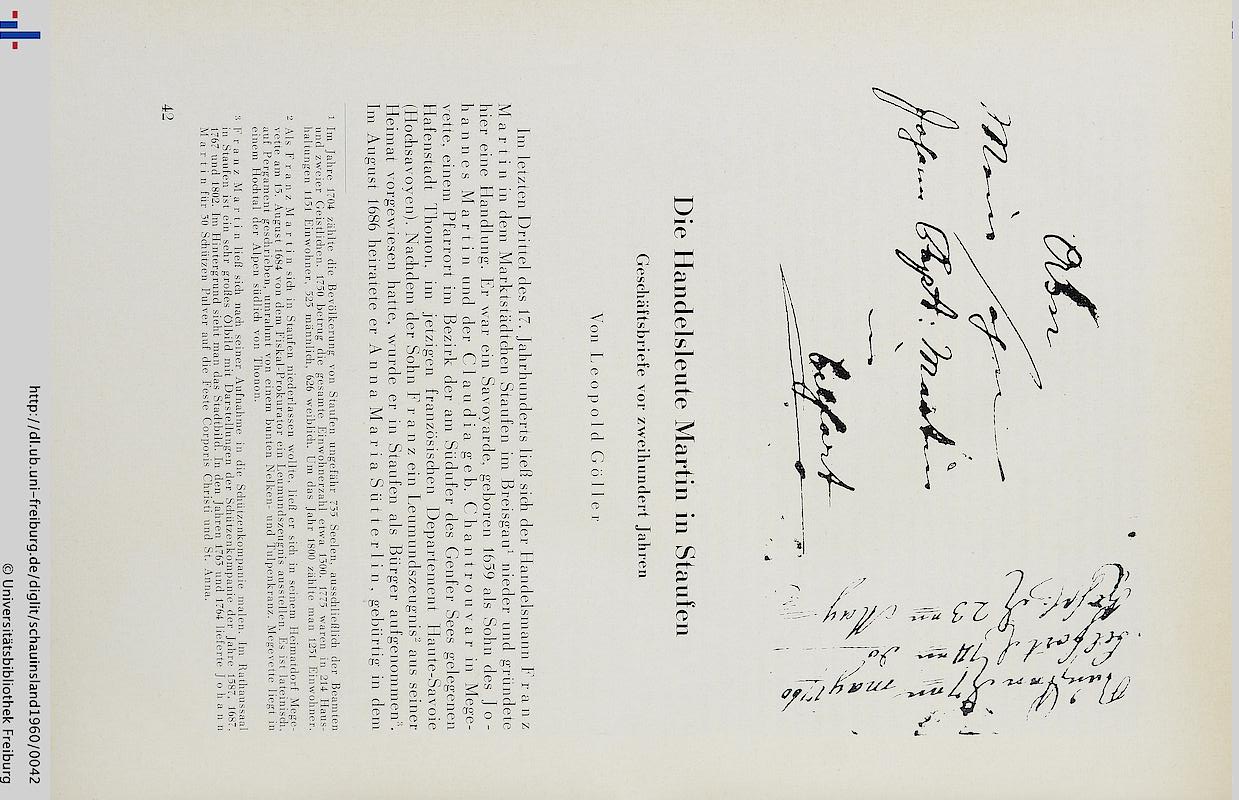 Johann Bapt: Martin
Belfort
23
may 1760
Die Handelsleute Martin in Staufen
Geschäftsbriefe vor zweihundert Jahren
Von Leopold Göller
Im letzten Drittel des 17. Jahrhunderts ließ sich der Handelsmann Franz
Martin in dem Marktstädtchen Staufen im Breisgau¹ nieder und gründete
hier eine Handlung. Er war ein Savoyarde, geboren 1659 als Sohn des Jo-
hannes Martin und der Claudia geb. Chantrouvar in Mege-
vette, einem Pfarrort im Bezirk der am Südufer des Genfer Sees gelegenen
Hafenstadt Thonon, im jetzigen französischen Departement Haute-Savoie
(Hochsavoyen). Nachdem der Sohn Franz ein Leumundszeugnis² aus seiner
Heimat vorgewiesen hatte, wurde er in Staufen als Bürger aufgenommen³.
Im August 1686 heiratete er Anna Maria Sütterlin, gebürtig in dem
¹ Im Jahre 1704 zählte die Bevölkerung von Staufen ungefähr 735 Seelen, ausschließlich der Beamten
und zweier Geistlichen. 1750 betrug die gesamte Einwohnerzahl etwa 1500, 1775 waren in 214 Haus-
haltungen 1151 Einwohner, 525 männlich, 626 weiblich. Um das Jahr 1800 zählte man 1251 Einwohner.
² Als Franz Martin sich in Staufen niederlassen wollte, ließ er sich in seinem Heimatdorf Mege-
vette am 15. August 1684 von dem Fiskal-Prokurator ein Leumundszeugnis ausstellen. Es ist lateinisch
auf Pergament geschrieben, umrahmt von einem bunten Nelken- und Tulpenkranz. Megevette liegt in
einem Hochtal der Alpen südlich von Thonon.
³ Franz Martin ließ sich nach seiner Aufnahme in die Schützenkompanie malen. Im Rathaussaal
in Staufen ist ein sehr großes Ölbild mit Darstellungen der Schützenkompanie der Jahre 1587, 1687,
1767 und 1802. Im Hintergrund sieht man das Stadtbild. In den Jahren 1763 und 1764 lieferte Johann
Martin für 30 Schützen Pulver auf die Feste Corporis Christi und St. Anna.
42
http://dl.ub.uni-freiburg.de/diglit/schauinsland1960/0042
© Universitätsbibliothek Freiburg